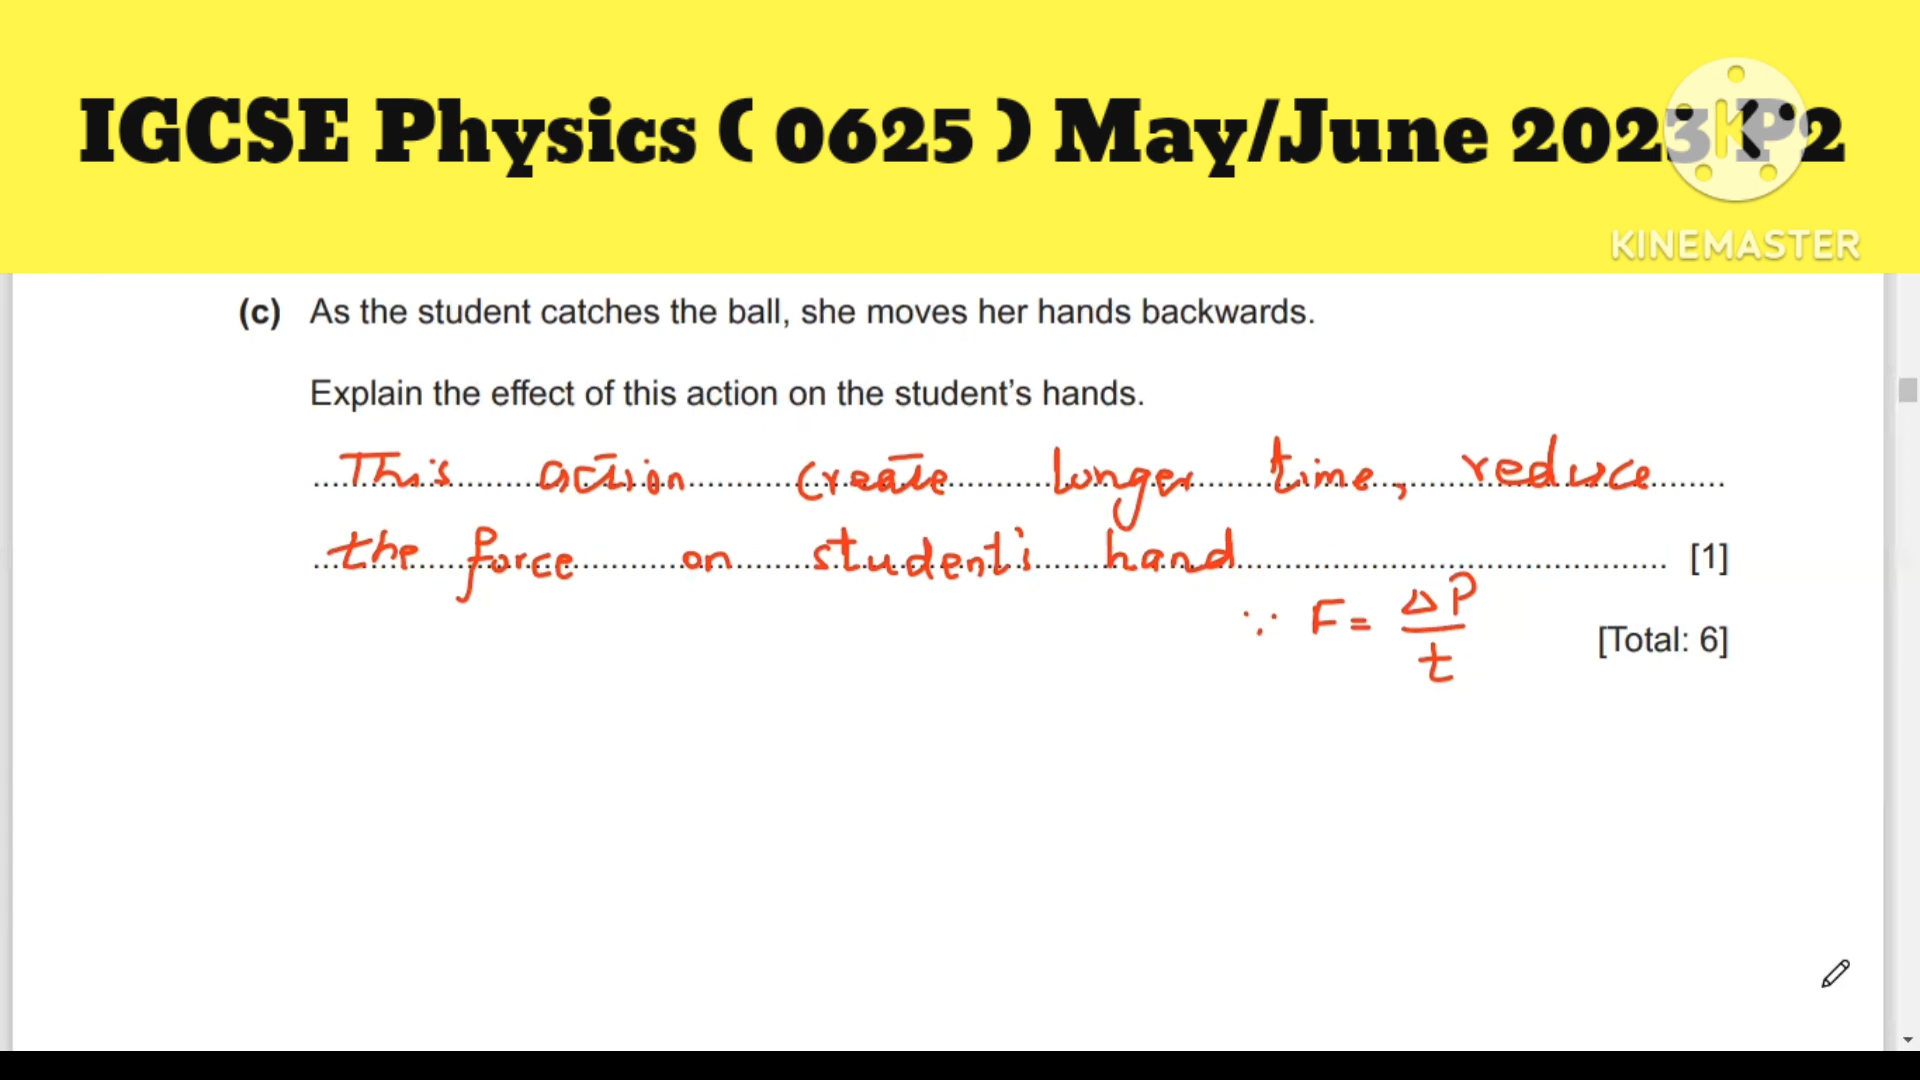 IGCSE Physics ( 0625 ) May/June 2023 P2
KINEMASTER
(c) As the student catches the ball, she moves her hands backwards.
Explain the effect of this action on the student's hands.
This action create longer time, reduce
the force on student's hand [1]
∵ F = ΔP/t
[Total: 6]